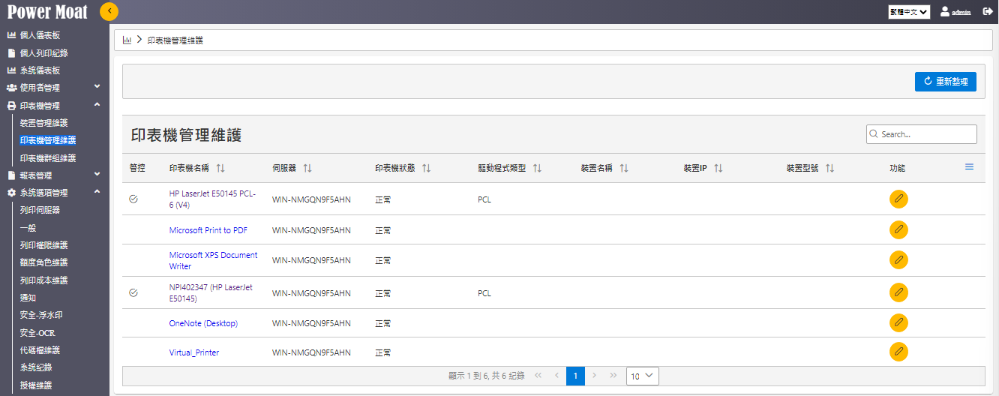 Power Moat
繁體中文
admin
個人儀表板
個人列印紀錄
系統儀表板
使用者管理
印表機管理
裝置管理維護
印表機管理維護
印表機群組維護
報表管理
系統選項管理
列印伺服器
一般
列印權限維護
額度角色維護
列印成本維護
通知
安全-浮水印
安全-OCR
代碼檔維護
系統紀錄
授權維護
印表機管理維護
重新整理
印表機管理維護
Search...
管控 印表機名稱 伺服器 印表機狀態 驅動程式類型 裝置名稱 裝置IP 裝置型號 功能
HP LaserJet E50145 PCL-
6 (V4)
WIN-NMGQN9F5AHN 正常 PCL
Microsoft Print to PDF WIN-NMGQN9F5AHN 正常
Microsoft XPS Document
Writer
WIN-NMGQN9F5AHN 正常
NPI402347 (HP LaserJet
E50145)
WIN-NMGQN9F5AHN 正常 PCL
OneNote (Desktop) WIN-NMGQN9F5AHN 正常
Virtual_Printer WIN-NMGQN9F5AHN 正常
顯示 1 到 6, 共 6 紀錄 1 10